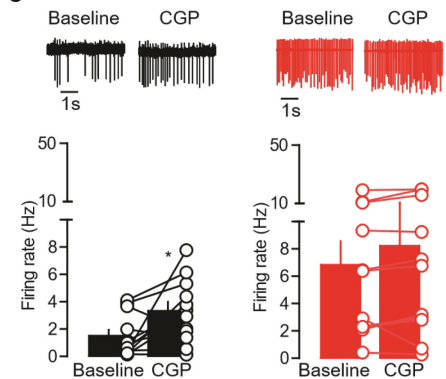 Baseline CGP
1s
Baseline CGP
1s
Firing rate (Hz)
50
10
8
6
4
2
0
*
Baseline CGP
Firing rate (Hz)
50
10
8
6
4
2
0
Baseline CGP